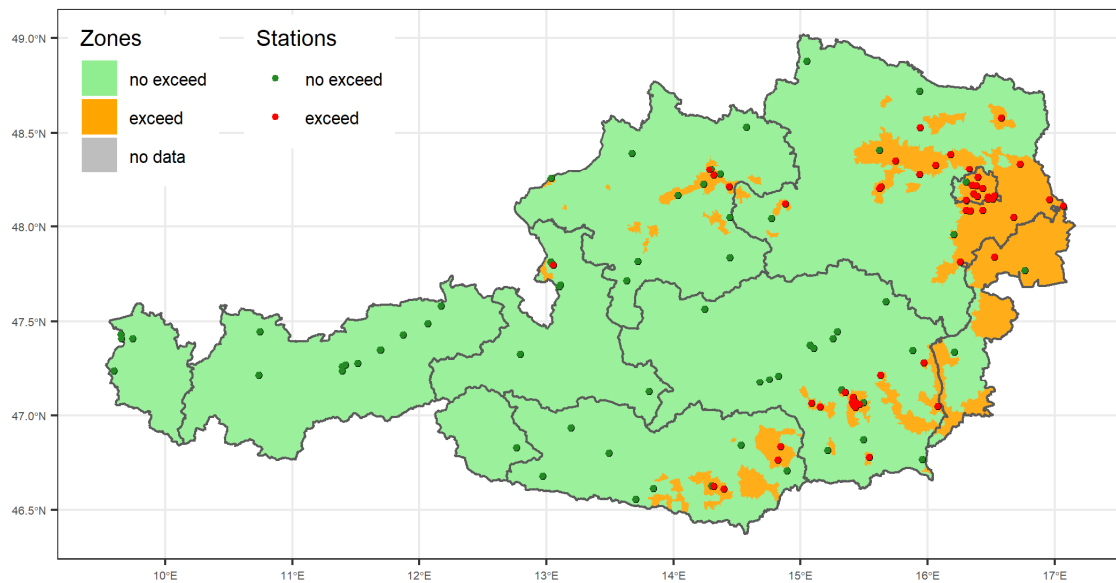 Zones
no exceed
exceed
no data
Stations
no exceed
exceed
49.0°N
48.5°N
48.0°N
47.5°N
47.0°N
46.5°N
10°E 11°E 12°E 13°E 14°E 15°E 16°E 17°E